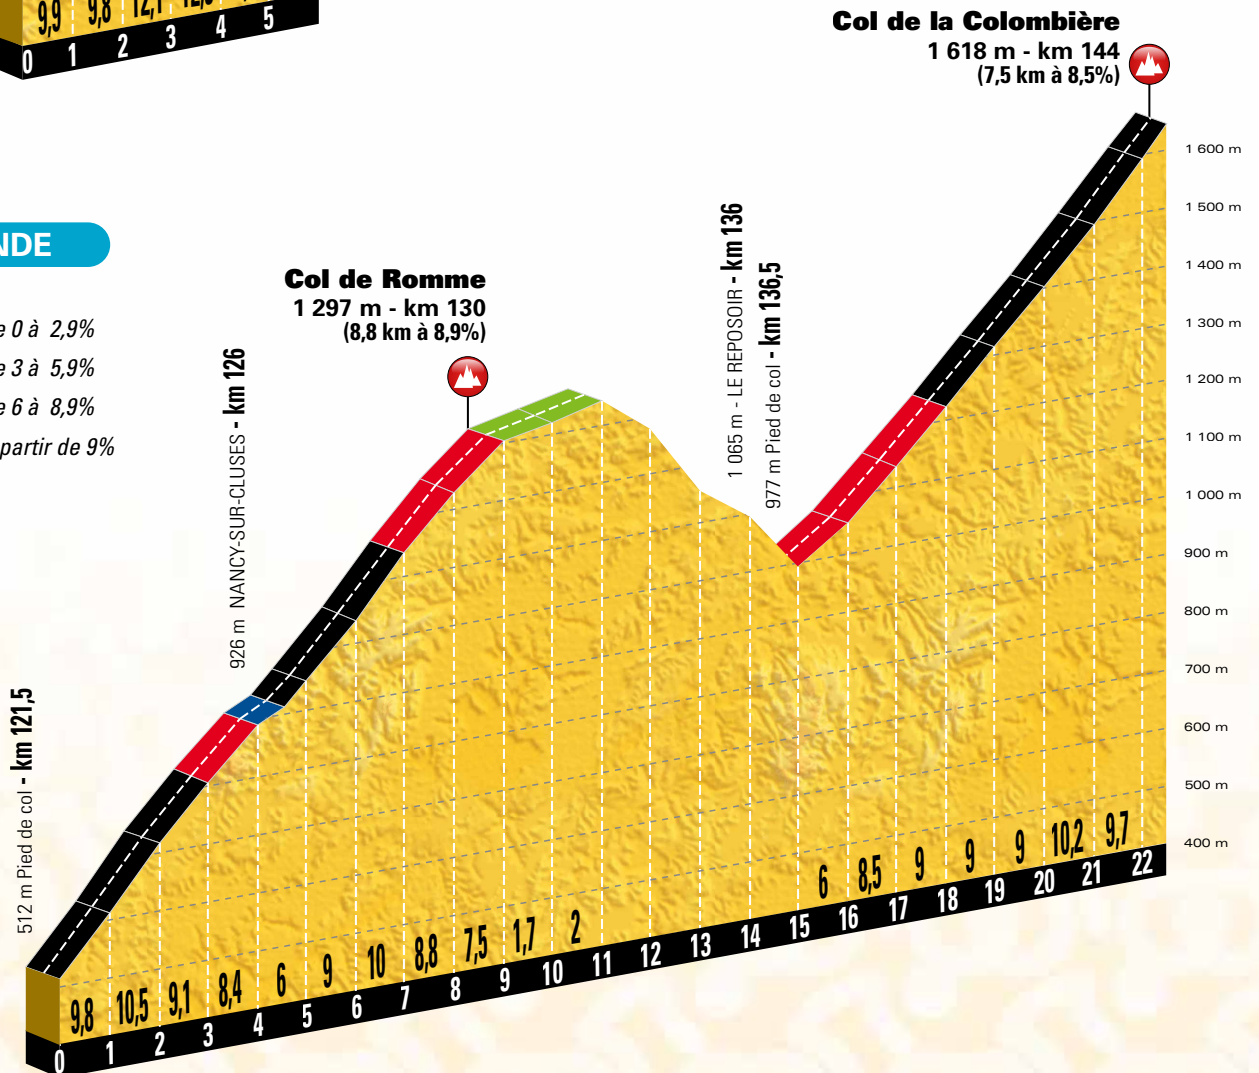 9,9 9,8 12,1
0 1 2 3 4 5
NDE
e 0 à 2,9%
e 3 à 5,9%
e 6 à 8,9%
partir de 9%
512 m Pied de col - km 121,5
926 m NANCY-SUR-CLUSES - km 126
Col de Romme
1 297 m - km 130
(8,8 km à 8,9%)
1 065 m - LE REPOSOIR - km 136
977 m Pied de col - km 136,5
Col de la Colombière
1 618 m - km 144
(7,5 km à 8,5%)
1 600 m
1 500 m
1 400 m
1 300 m
1 200 m
1 100 m
1 000 m
900 m
800 m
700 m
600 m
500 m
400 m
9,8 10,5 9,1 8,4 6 9 10 8,8 7,5 1,7 2 6 8,5 9 9 9 10,2 9,7
0 1 2 3 4 5 6 7 8 9 10 11 12 13 14 15 16 17 18 19 20 21 22